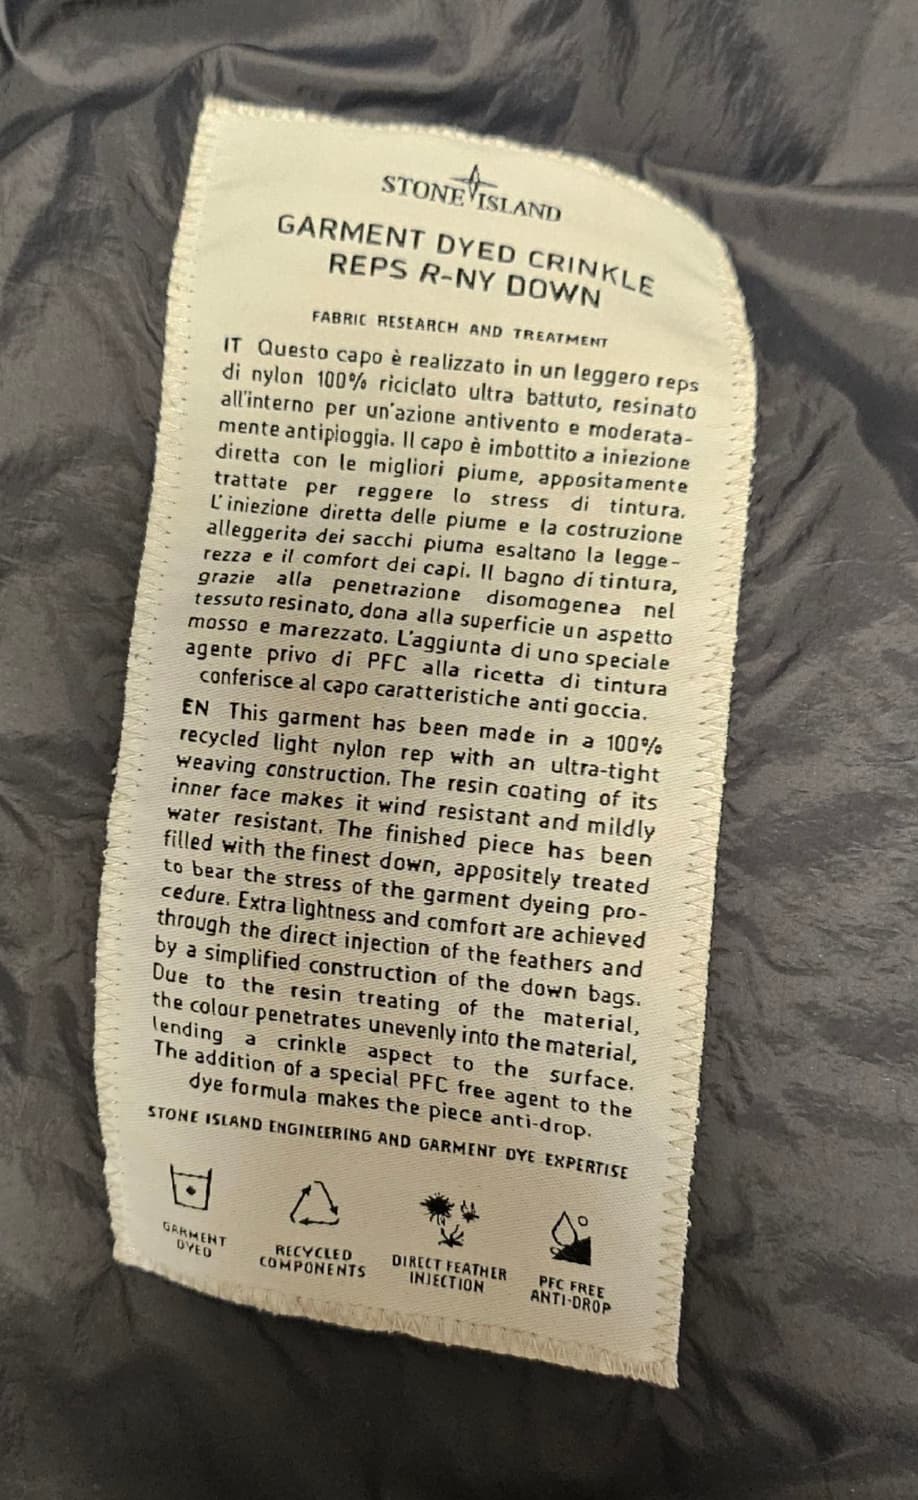 STONE ISLAND
GARMENT DYED CRINKLE
REPS R-NY DOWN
FABRIC RESEARCH AND TREATMENT
IT Questo capo è realizzato in un leggero reps
di nylon 100% riciclato ultra battuto, resinato
all'interno per un'azione antivento e moderata-
mente antipioggia. Il capo è imbottito a iniezione
diretta con le migliori piume, appositamente
trattate per reggere lo stress di tintura.
L'iniezione diretta delle piume e la costruzione
alleggerita dei sacchi piuma esaltano la legge-
rezza e il comfort dei capi. Il bagno di tintura,
grazie alla penetrazione disomogenea nel
tessuto resinato, dona alla superficie un aspetto
mosso e marezzato. L'aggiunta di uno speciale
agente privo di PFC alla ricetta di tintura
conferisce al capo caratteristiche anti goccia.
EN This garment has been made in a 100%
recycled light nylon rep with an ultra-tight
weaving construction. The resin coating of its
inner face makes it wind resistant and mildly
water resistant. The finished piece has been
filled with the finest down, appositely treated
to bear the stress of the garment dyeing pro-
cedure. Extra lightness and comfort are achieved
through the direct injection of the feathers and
by a simplified construction of the down bags.
Due to the resin treating of the material,
the colour penetrates unevenly into the material,
lending a crinkle aspect to the surface.
The addition of a special PFC free agent to the
dye formula makes the piece anti-drop.
STONE ISLAND ENGINEERING AND GARMENT DYE EXPERTISE
GARMENT
DYED
RECYCLED
COMPONENTS
DIRECT FEATHER
INJECTION
PFC FREE
ANTI-DROP